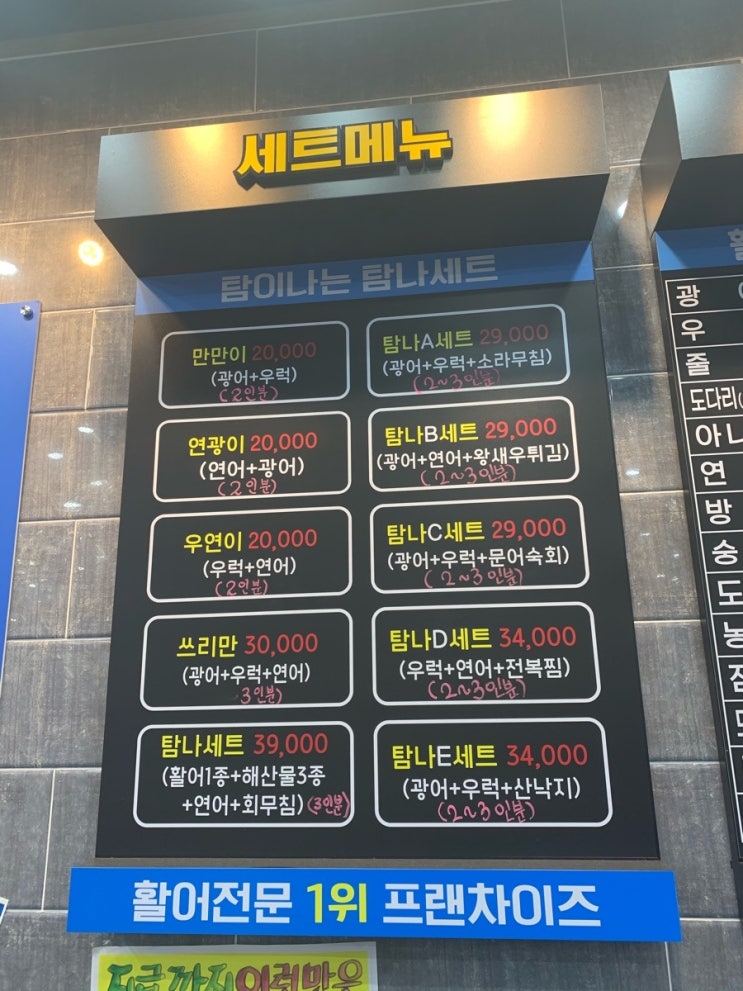 세트메뉴
탐이나는 탐나세트
만만이 20,000
(광어+우럭)
(2인분)
연광이 20,000
(연어+광어)
(2인분)
우연이 20,000
(우럭+연어)
(2인분)
쓰리만 30,000
(광어+우럭+연어)
3인분)
탐나세트 39,000
(활어1종+해산물3종
+연어+회무침) (3인분)
탐나A세트 29,000
(광어+우럭+소라무침)
(2~3인분)
탐나B세트 29,000
(광어+연어+왕새우튀김)
(2~3인분)
탐나C세트 29,000
(광어+우럭+문어숙회)
(2~3인분)
탐나D세트 34,000
(우럭+연어+전복찜)
(2~3인분)
탐나E세트 34,000
(광어+우럭+산낙지)
(2~3인분)
활어전문 1위 프랜차이즈
광
우
줄
도다리(
아
연
방
숭
도
농